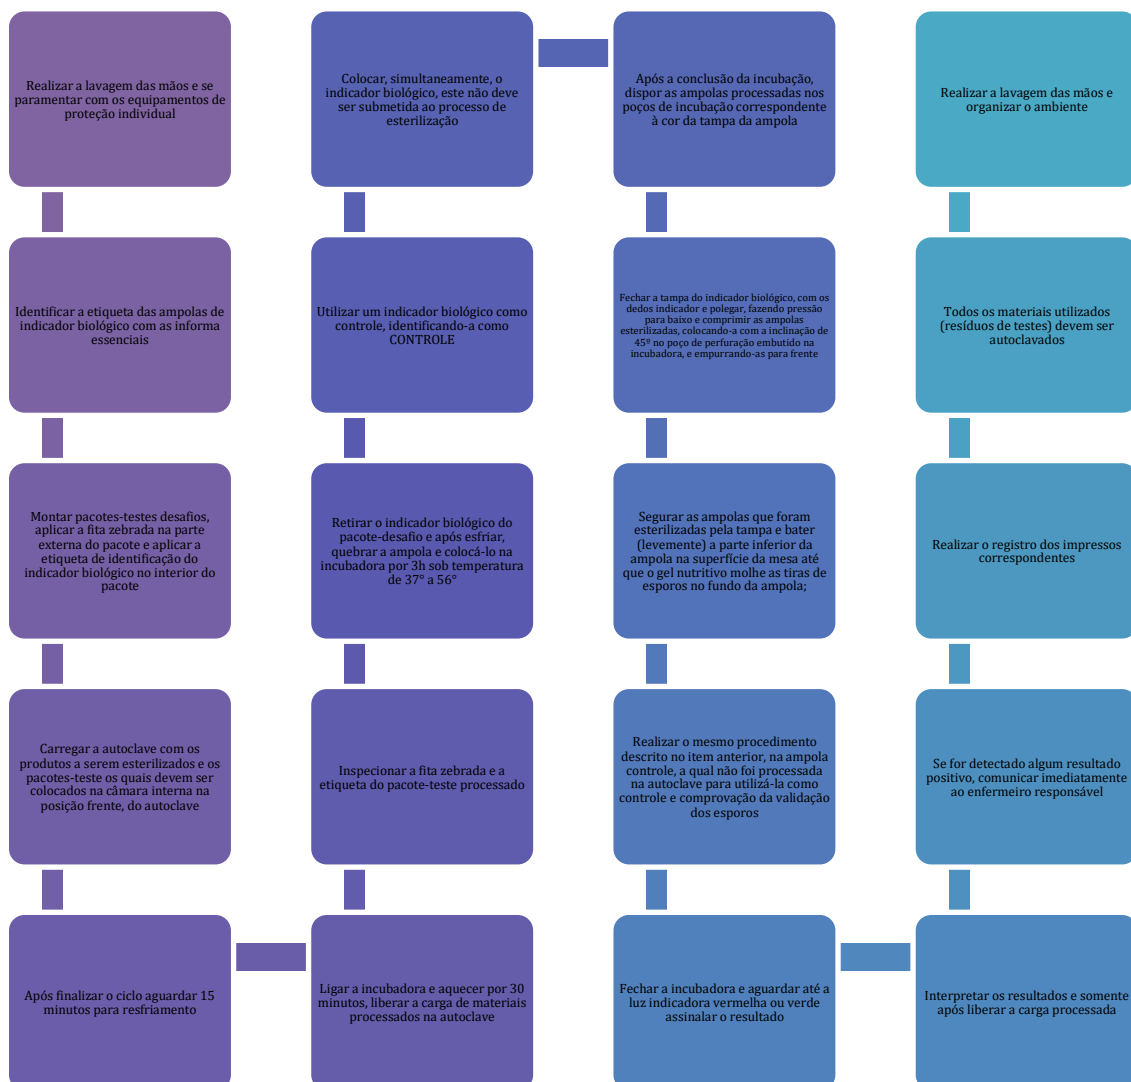 Realizar a lavagem das mãos e se
paramentar com os equipamentos de
proteção individual
Identificar a etiqueta das ampolas de
indicador biológico com as informa
essenciais
Montar pacotes-testes desafios,
aplicar a fita zebrada na parte
externa do pacote e aplicar a
etiqueta de identificação do
indicador biológico no interior do
pacote
Carregar a autoclave com os
produtos a serem esterilizados e os
pacotes-teste os quais devem ser
colocados na câmara interna na
posição frente, do autoclave
Após finalizar o ciclo aguardar 15
minutos para resfriamento
Ligar a incubadora e aquecer por 30
minutos, liberar a carga de materiais
processados na autoclave
Inspecionar a fita zebrada e a
etiqueta do pacote-teste processado
Retirar o indicador biológico do
pacote-desafio e após esfriar,
quebrar a ampola e colocá-lo na
incubadora por 3h sob temperatura
de 37° a 56°
Utilizar um indicador biológico como
controle, identificando-a como
CONTROLE
Colocar, simultaneamente, o
indicador biológico, este não deve
ser submetida ao processo de
esterilização
Após a conclusão da incubação,
dispor as ampolas processadas nos
poços de incubação correspondente
à cor da tampa da ampola
Fechar a tampa do indicador biológico, com os
dedos indicador e polegar, fazendo pressão
para baixo e comprimir as ampolas
esterilizadas, colocando-a com a inclinação de
45º no poço de perfuração embutido na
incubadora, e empurrando-as para frente
Segurar as ampolas que foram
esterilizadas pela tampa e bater
(levemente) a parte inferior da
ampola na superfície da mesa até
que o gel nutritivo molhe as tiras de
esporos no fundo da ampola;
Realizar o mesmo procedimento
descrito no item anterior, na ampola
controle, a qual não foi processada
na autoclave para utilizá-la como
controle e comprovação da validação
dos esporos
Fechar a incubadora e aguardar até a
luz indicadora vermelha ou verde
assinalar o resultado
Interpretar os resultados e somente
após liberar a carga processada
Se for detectado algum resultado
positivo, comunicar imediatamente
ao enfermeiro responsável
Realizar o registro dos impressos
correspondentes
Todos os materiais utilizados
(resíduos de testes) devem ser
autoclavados
Realizar a lavagem das mãos e
organizar o ambiente